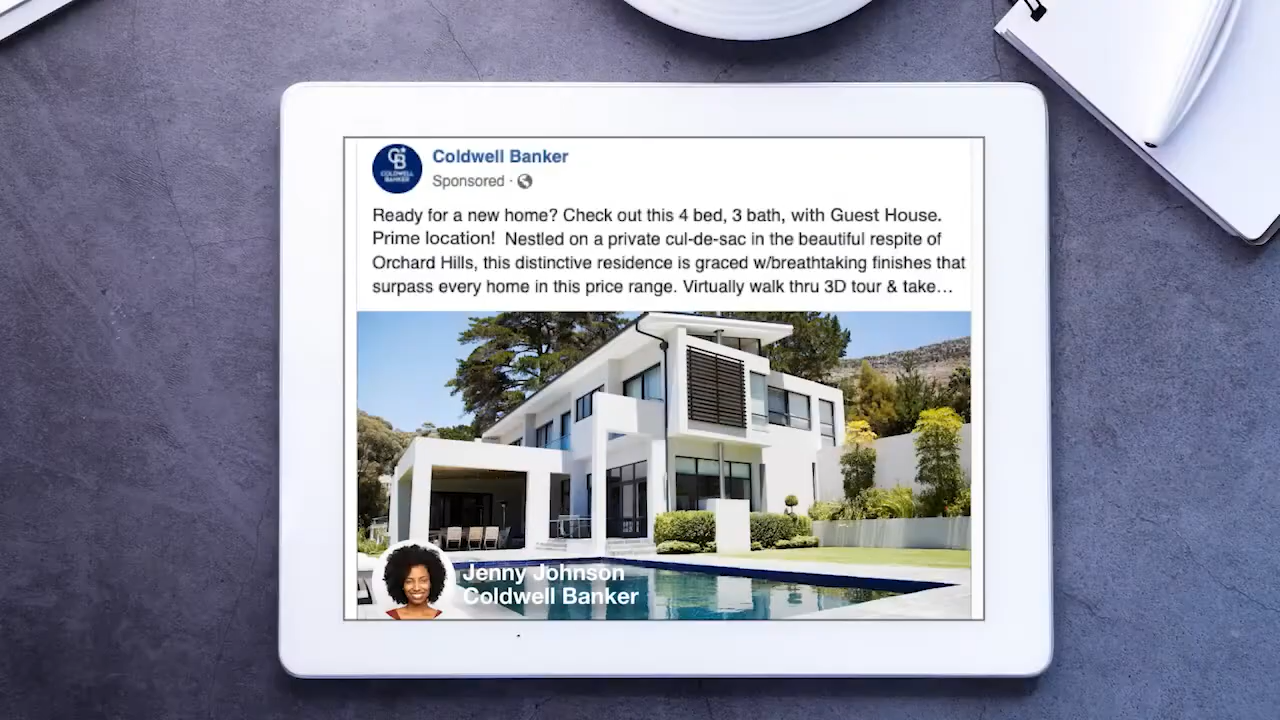 CB
COLDWELL
BANKER
Coldwell Banker
Sponsored ·
Ready for a new home? Check out this 4 bed, 3 bath, with Guest House.
Prime location!  Nestled on a private cul-de-sac in the beautiful respite of
Orchard Hills, this distinctive residence is graced w/breathtaking finishes that
surpass every home in this price range. Virtually walk thru 3D tour & take...
Jenny Johnson
Coldwell Banker